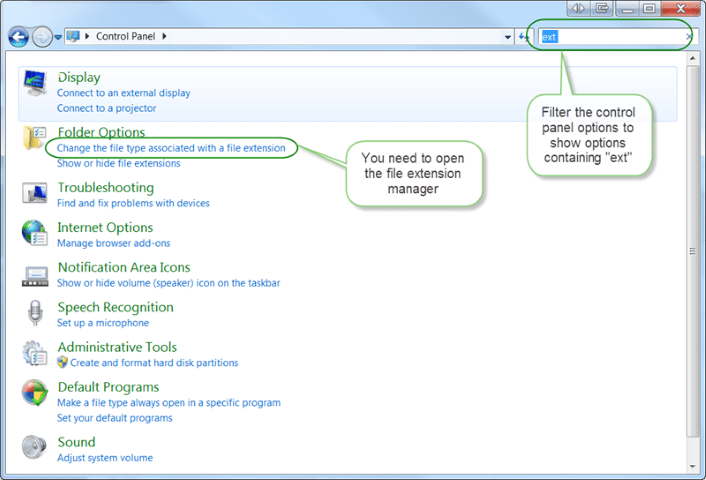 Control Panel
ext
Display
Connect to an external display
Connect to a projector
Folder Options
Change the file type associated with a file extension
Show or hide file extensions
Troubleshooting
Find and fix problems with devices
Internet Options
Manage browser add-ons
Notification Area Icons
Show or hide volume (speaker) icon on the taskbar
Speech Recognition
Set up a microphone
Administrative Tools
Create and format hard disk partitions
Default Programs
Make a file type always open in a specific program
Set your default programs
Sound
Adjust system volume
Filter the control
panel options to
show options
containing "ext"
You need to open
the file extension
manager